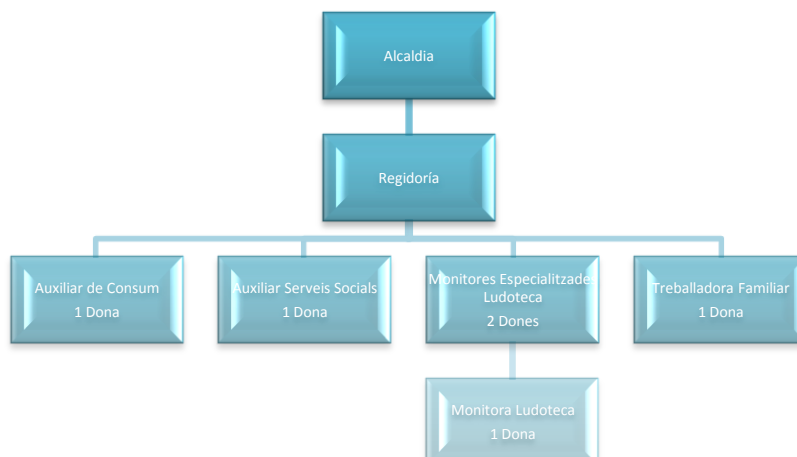 Alcaldia
Regidoría
Auxiliar de Consum
1 Dona
Auxiliar Serveis Socials
1 Dona
Monitores Especialitzades
Ludoteca
2 Dones
Treballadora Familiar
1 Dona
Monitora Ludoteca
1 Dona